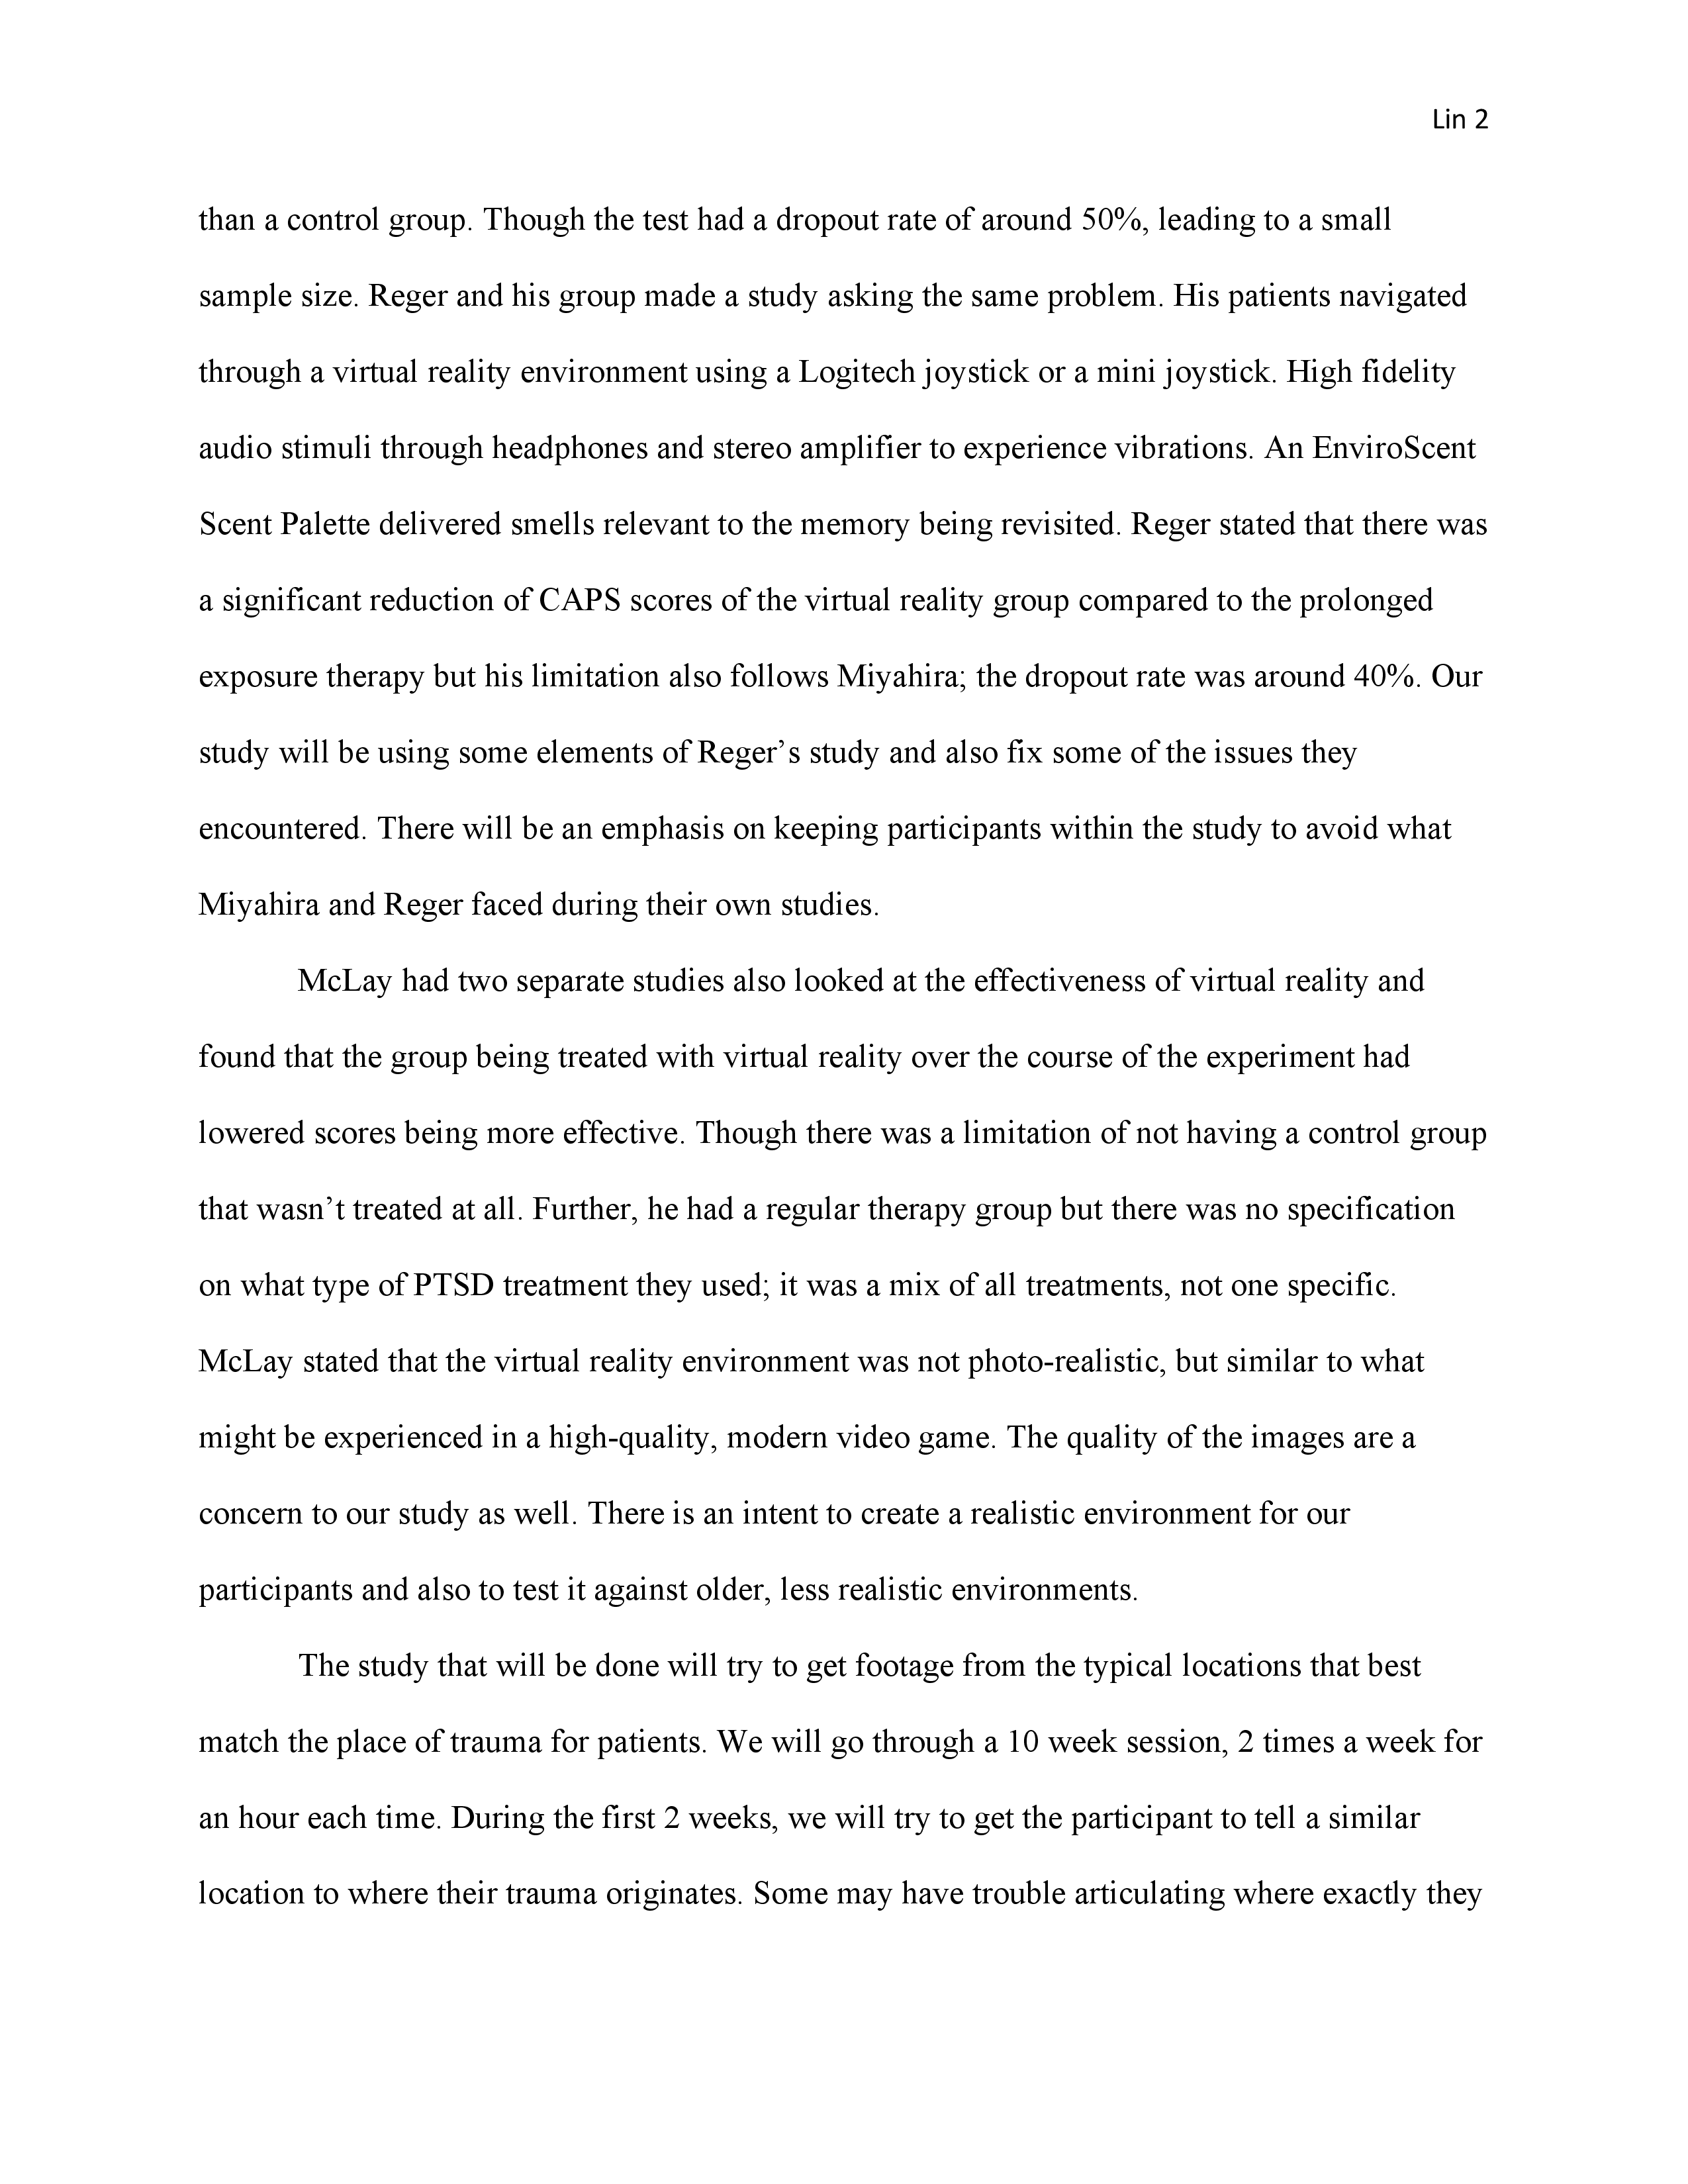 Lin 2
than a control group. Though the test had a dropout rate of around 50%, leading to a small
sample size. Reger and his group made a study asking the same problem. His patients navigated
through a virtual reality environment using a Logitech joystick or a mini joystick. High fidelity
audio stimuli through headphones and stereo amplifier to experience vibrations. An EnviroScent
Scent Palette delivered smells relevant to the memory being revisited. Reger stated that there was
a significant reduction of CAPS scores of the virtual reality group compared to the prolonged
exposure therapy but his limitation also follows Miyahira; the dropout rate was around 40%. Our
study will be using some elements of Reger’s study and also fix some of the issues they
encountered. There will be an emphasis on keeping participants within the study to avoid what
Miyahira and Reger faced during their own studies.
McLay had two separate studies also looked at the effectiveness of virtual reality and
found that the group being treated with virtual reality over the course of the experiment had
lowered scores being more effective. Though there was a limitation of not having a control group
that wasn’t treated at all. Further, he had a regular therapy group but there was no specification
on what type of PTSD treatment they used; it was a mix of all treatments, not one specific.
McLay stated that the virtual reality environment was not photo-realistic, but similar to what
might be experienced in a high-quality, modern video game. The quality of the images are a
concern to our study as well. There is an intent to create a realistic environment for our
participants and also to test it against older, less realistic environments.
The study that will be done will try to get footage from the typical locations that best
match the place of trauma for patients. We will go through a 10 week session, 2 times a week for
an hour each time. During the first 2 weeks, we will try to get the participant to tell a similar
location to where their trauma originates. Some may have trouble articulating where exactly they